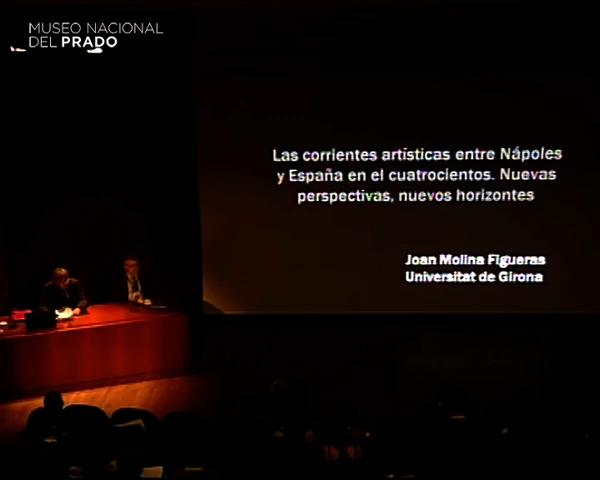 MUSEO NACIONAL
DEL PRADO
Las corrientes artísticas entre Nápoles
y España en el cuatrocientos. Nuevas
perspectivas, nuevos horizontes
Joan Molina Figueras
Universitat de Girona